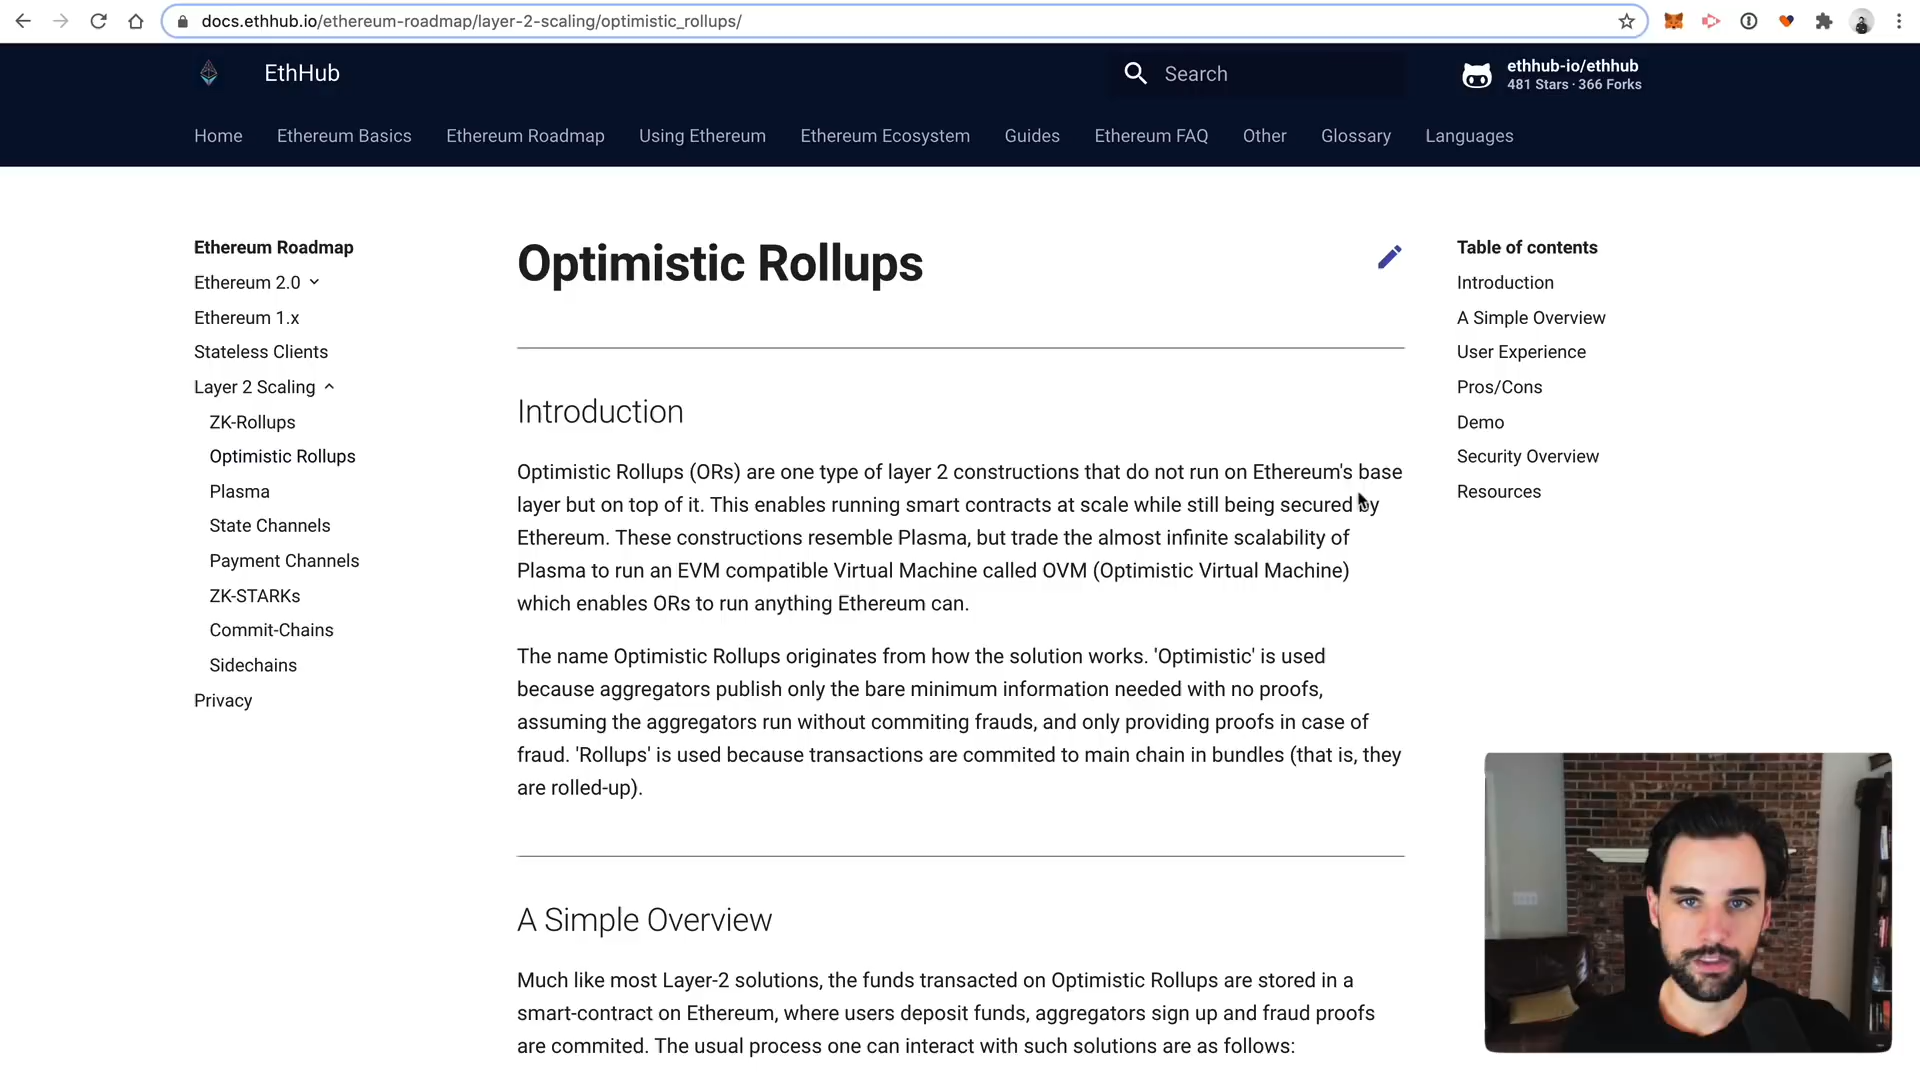 docs.ethhub.io/ethereum-roadmap/layer-2-scaling/optimistic_rollups/
EthHub
Search
ethhub-io/ethhub
481 Stars · 366 Forks
Home Ethereum Basics Ethereum Roadmap Using Ethereum Ethereum Ecosystem Guides Ethereum FAQ Other Glossary Languages
Ethereum Roadmap
Ethereum 2.0
Ethereum 1.x
Stateless Clients
Layer 2 Scaling
ZK-Rollups
Optimistic Rollups
Plasma
State Channels
Payment Channels
ZK-STARKs
Commit-Chains
Sidechains
Privacy
Optimistic Rollups
Introduction
Optimistic Rollups (ORs) are one type of layer 2 constructions that do not run on Ethereum's base
layer but on top of it. This enables running smart contracts at scale while still being secured by
Ethereum. These constructions resemble Plasma, but trade the almost infinite scalability of
Plasma to run an EVM compatible Virtual Machine called OVM (Optimistic Virtual Machine)
which enables ORs to run anything Ethereum can.
The name Optimistic Rollups originates from how the solution works. 'Optimistic' is used
because aggregators publish only the bare minimum information needed with no proofs,
assuming the aggregators run without commiting frauds, and only providing proofs in case of
fraud. 'Rollups' is used because transactions are commited to main chain in bundles (that is, they
are rolled-up).
A Simple Overview
Much like most Layer-2 solutions, the funds transacted on Optimistic Rollups are stored in a
smart-contract on Ethereum, where users deposit funds, aggregators sign up and fraud proofs
are commited. The usual process one can interact with such solutions are as follows:
Table of contents
Introduction
A Simple Overview
User Experience
Pros/Cons
Demo
Security Overview
Resources